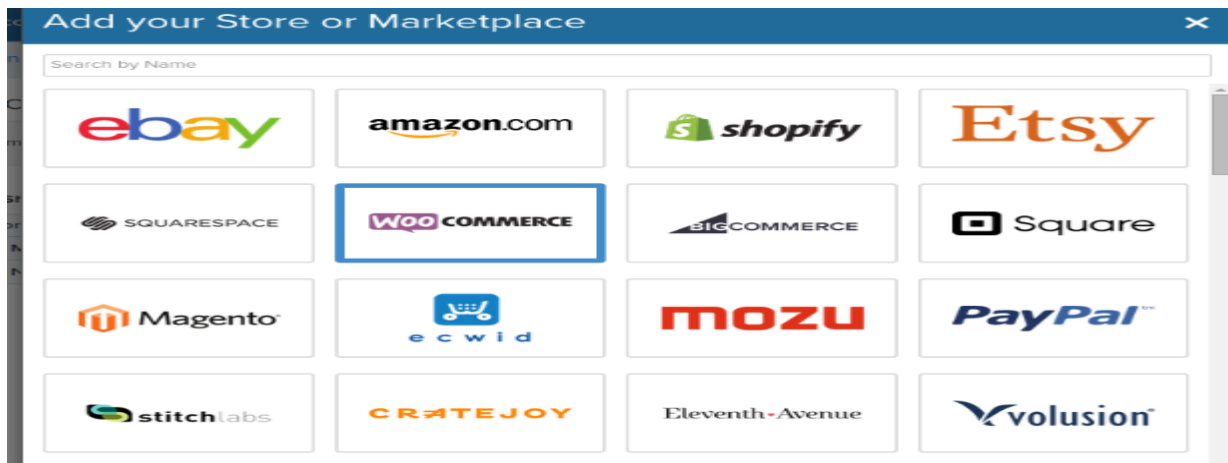 Add your Store or Marketplace ×
Search by Name
ebay amazon.com shopify Etsy
SQUARESPACE WOO COMMERCE BIGCOMMERCE Square
Magento ecwid mozu PayPal™
stitchlabs CRATEJOY Eleventh-Avenue volusion